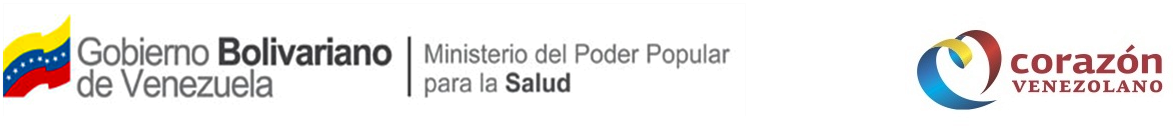 Gobierno Bolivariano
de Venezuela
Ministerio del Poder Popular
para la Salud
corazón
VENEZOLANO